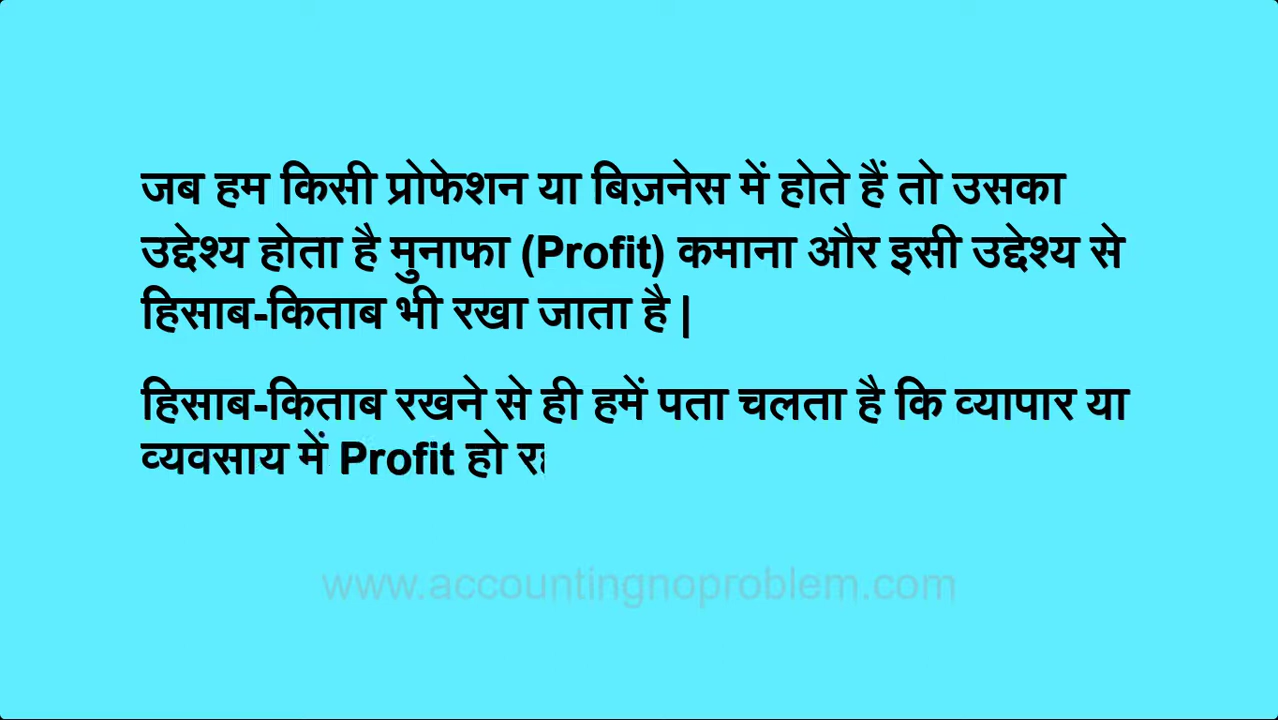 जब हम किसी प्रोफेशन या बिज़नेस में होते हैं तो उसका
उद्देश्य होता है मुनाफा (Profit) कमाना और इसी उद्देश्य से
हिसाब-किताब भी रखा जाता है |
हिसाब-किताब रखने से ही हमें पता चलता है कि व्यापार या
व्यवसाय में Profit हो
www.accountingnoproblem.com